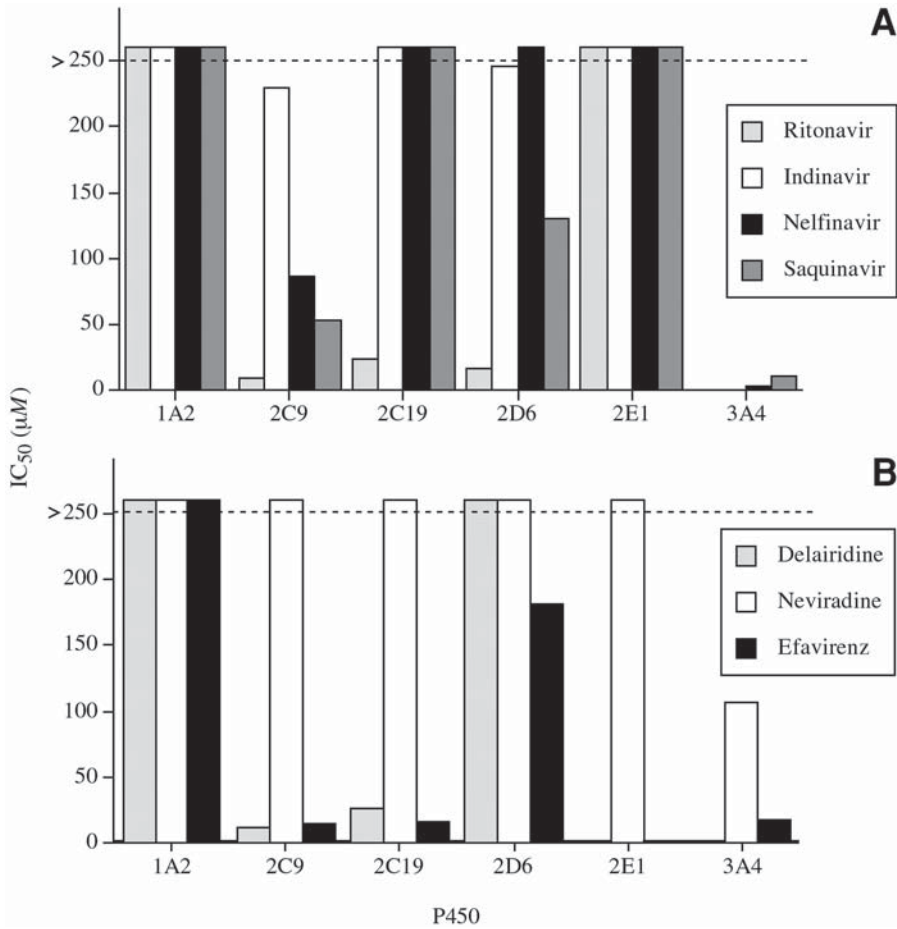 A
> 250
200
150
100
50
0
1A2 2C9 2C19 2D6 2E1 3A4
Ritonavir
Indinavir
Nelfinavir
Saquinavir
IC50 (μM)
B
> 250
200
150
100
50
0
1A2 2C9 2C19 2D6 2E1 3A4
Delairidine
Neviradine
Efavirenz
P450